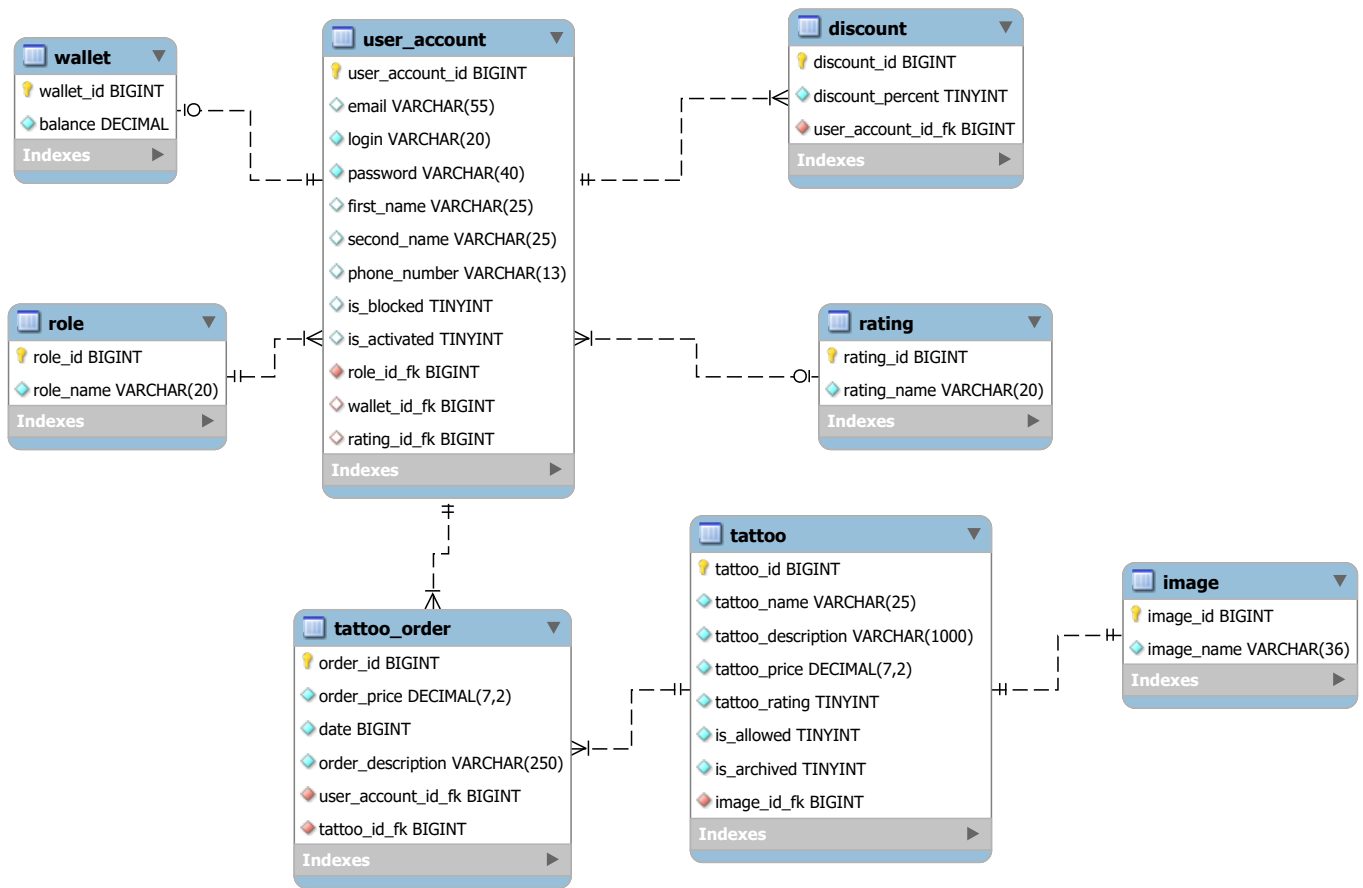 wallet
wallet_id BIGINT
balance DECIMAL
Indexes
user_account
user_account_id BIGINT
email VARCHAR(55)
login VARCHAR(20)
password VARCHAR(40)
first_name VARCHAR(25)
second_name VARCHAR(25)
phone_number VARCHAR(13)
is_blocked TINYINT
is_activated TINYINT
role_id_fk BIGINT
wallet_id_fk BIGINT
rating_id_fk BIGINT
Indexes
discount
discount_id BIGINT
discount_percent TINYINT
user_account_id_fk BIGINT
Indexes
role
role_id BIGINT
role_name VARCHAR(20)
Indexes
rating
rating_id BIGINT
rating_name VARCHAR(20)
Indexes
tattoo_order
order_id BIGINT
order_price DECIMAL(7,2)
date BIGINT
order_description VARCHAR(250)
user_account_id_fk BIGINT
tattoo_id_fk BIGINT
Indexes
tattoo
tattoo_id BIGINT
tattoo_name VARCHAR(25)
tattoo_description VARCHAR(1000)
tattoo_price DECIMAL(7,2)
tattoo_rating TINYINT
is_allowed TINYINT
is_archived TINYINT
image_id_fk BIGINT
Indexes
image
image_id BIGINT
image_name VARCHAR(36)
Indexes